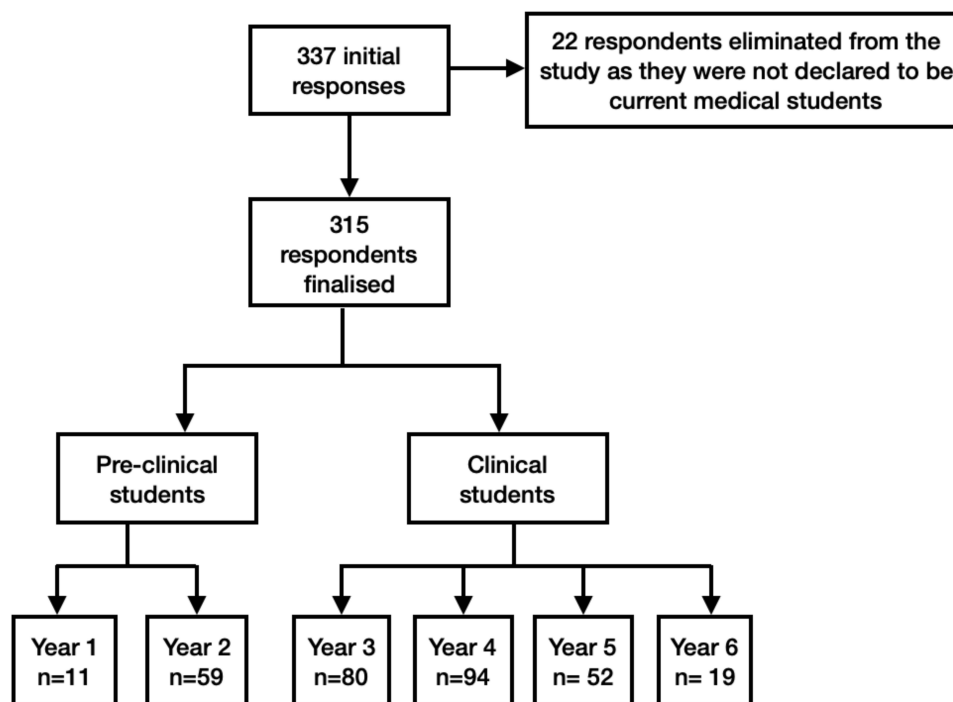 337 initial
responses
22 respondents eliminated from the
study as they were not declared to be
current medical students
315
respondents
finalised
Pre-clinical
students
Clinical
students
Year 1
n=11
Year 2
n=59
Year 3
n=80
Year 4
n=94
Year 5
n= 52
Year 6
n= 19